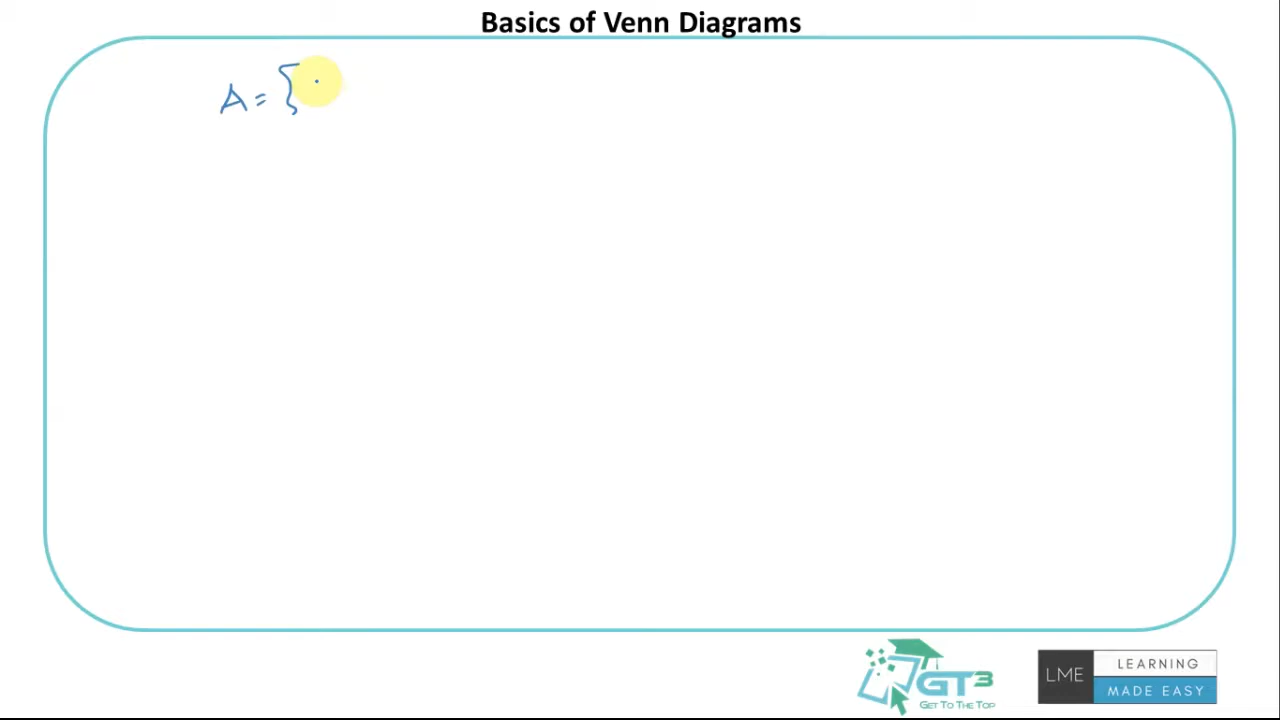 Basics of Venn Diagrams
A = {
GT3
GET TO THE TOP
LME
LEARNING
MADE EASY